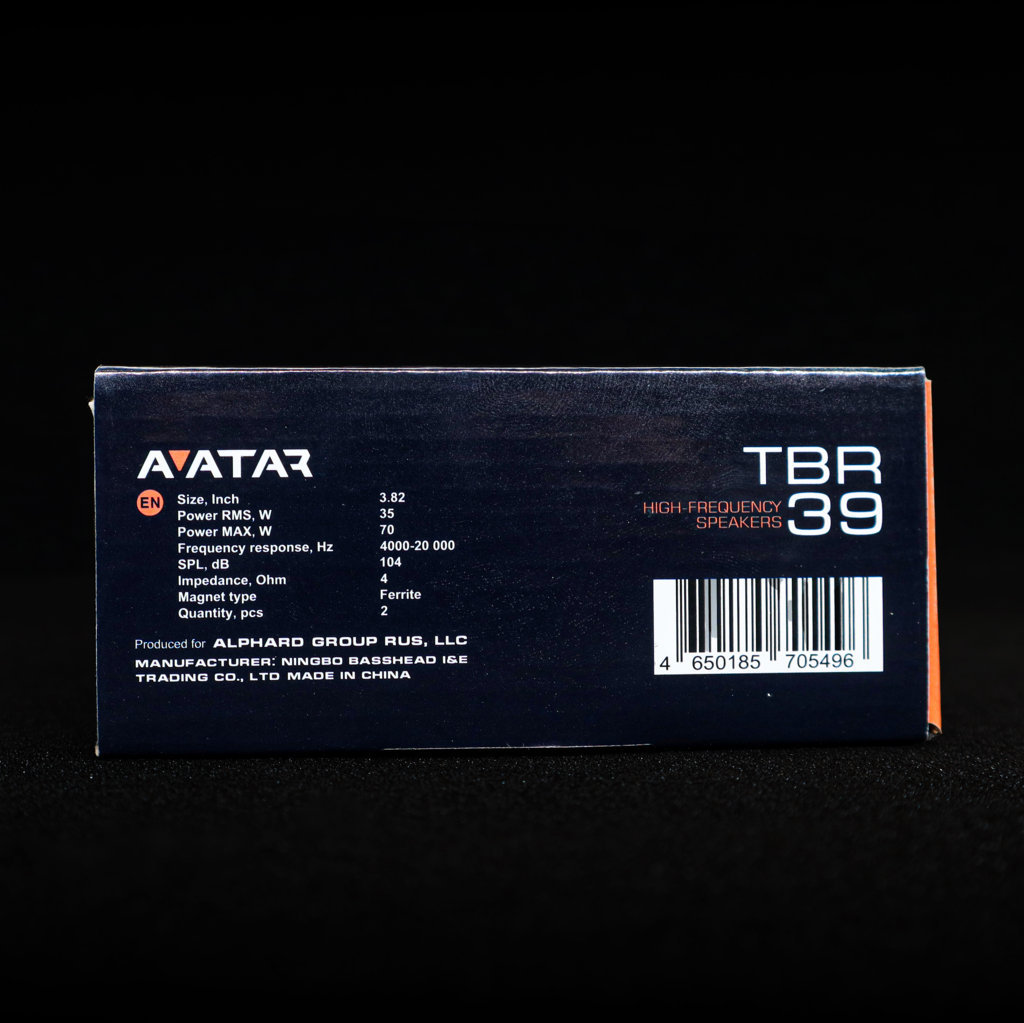 AVATAR
EN
Size, Inch 3.82
Power RMS, W 35
Power MAX, W 70
Frequency response, Hz 4000-20 000
SPL, dB 104
Impedance, Ohm 4
Magnet type Ferrite
Quantity, pcs 2
Produced for ALPHARD GROUP RUS, LLC
MANUFACTURER: NINGBO BASSHEAD I&E
TRADING CO., LTD MADE IN CHINA
TBR
39
HIGH-FREQUENCY
SPEAKERS
4 650185 705496